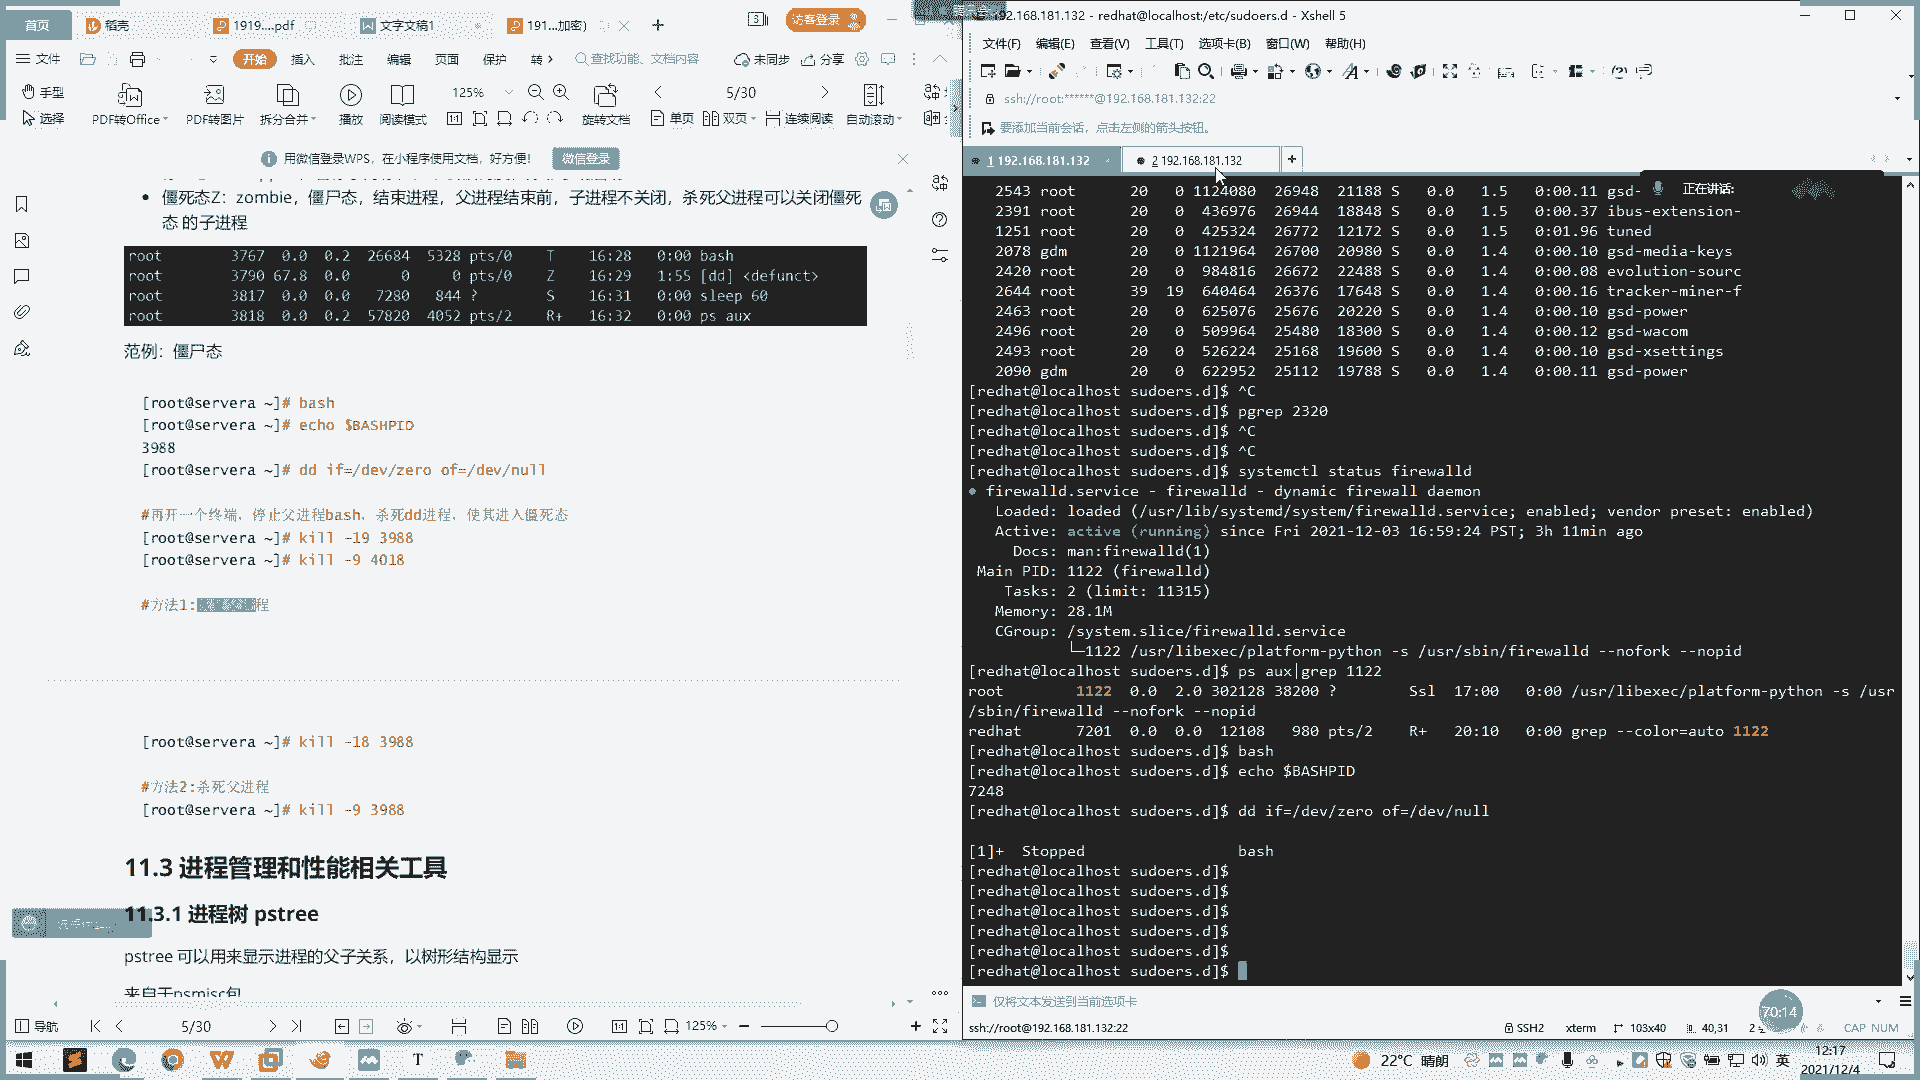 首页
稻壳
1919....pdf
文字文稿1
191...加密)
访客登录
文件
开始
插入
批注
编辑
页面
保护
转
查找功能、文档内容
未同步
分享
手型
选择
PDF转Office
PDF转图片
拆分合并
播放
阅读模式
125%
旋转文档
5/30
单页
双页
连续阅读
自动滚动
用微信登录WPS，在小程序使用文档，好方便！
微信登录
• 僵死态Z：zombie，僵尸态，结束进程，父进程结束前，子进程不关闭，杀死父进程可以关闭僵死
态 的子进程
root 3767 0.0 0.2 26684 5328 pts/0 T 16:28 0:00 bash
root 3790 67.8 0.0 0 0 pts/0 Z 16:29 1:55 [dd] <defunct>
root 3817 0.0 0.0 7280 844 ? S 16:31 0:00 sleep 60
root 3818 0.0 0.2 57820 4052 pts/2 R+ 16:32 0:00 ps aux
范例：僵尸态
[root@servera ~]# bash
[root@servera ~]# echo $BASHPID
3988
[root@servera ~]# dd if=/dev/zero of=/dev/null
#再开一个终端，停止父进程bash，杀死dd进程，使其进入僵死态
[root@servera ~]# kill -19 3988
[root@servera ~]# kill -9 4018
#方法1:
程
[root@servera ~]# kill -18 3988
#方法2:杀死父进程
[root@servera ~]# kill -9 3988
11.3 进程管理和性能相关工具
11.3.1 进程树 pstree
pstree 可以用来显示进程的父子关系，以树形结构显示
来自于psmisc包
导航
5/30
125%
192.168.181.132 - redhat@localhost:/etc/sudoers.d - Xshell 5
文件(F) 编辑(E) 查看(V) 工具(T) 选项卡(B) 窗口(W) 帮助(H)
ssh://root:******@192.168.181.132:22
要添加当前会话，点击左侧的箭头按钮。
1 192.168.181.132
2 192.168.181.132
正在讲话:
2543 root 20 0 1124080 26948 21188 S 0.0 1.5 0:00.11 gsd-
2391 root 20 0 436976 26944 18848 S 0.0 1.5 0:00.37 ibus-extension-
1251 root 20 0 425324 26772 12172 S 0.0 1.5 0:01.96 tuned
2078 gdm 20 0 1121964 26700 20980 S 0.0 1.4 0:00.10 gsd-media-keys
2420 root 20 0 984816 26672 22488 S 0.0 1.4 0:00.08 evolution-sourc
2644 root 39 19 640464 26376 17648 S 0.0 1.4 0:00.16 tracker-miner-f
2463 root 20 0 625076 25676 20220 S 0.0 1.4 0:00.10 gsd-power
2496 root 20 0 509964 25480 18300 S 0.0 1.4 0:00.12 gsd-wacom
2493 root 20 0 526224 25168 19600 S 0.0 1.4 0:00.10 gsd-xsettings
2090 gdm 20 0 622952 25112 19788 S 0.0 1.4 0:00.11 gsd-power
[redhat@localhost sudoers.d]$ ^C
[redhat@localhost sudoers.d]$ pgrep 2320
[redhat@localhost sudoers.d]$ ^C
[redhat@localhost sudoers.d]$ ^C
[redhat@localhost sudoers.d]$ systemctl status firewalld
● firewalld.service - firewalld - dynamic firewall daemon
Loaded: loaded (/usr/lib/systemd/system/firewalld.service; enabled; vendor preset: enabled)
Active: active (running) since Fri 2021-12-03 16:59:24 PST; 3h 11min ago
Docs: man:firewalld(1)
Main PID: 1122 (firewalld)
Tasks: 2 (limit: 11315)
Memory: 28.1M
CGroup: /system.slice/firewalld.service
└─1122 /usr/libexec/platform-python -s /usr/sbin/firewalld --nofork --nopid
[redhat@localhost sudoers.d]$ ps aux|grep 1122
root 1122 0.0 2.0 302128 38200 ? Ssl 17:00 0:00 /usr/libexec/platform-python -s /usr
/sbin/firewalld --nofork --nopid
redhat 7201 0.0 0.0 12108 980 pts/2 R+ 20:10 0:00 grep --color=auto 1122
[redhat@localhost sudoers.d]$ bash
[redhat@localhost sudoers.d]$ echo $BASHPID
7248
[redhat@localhost sudoers.d]$ dd if=/dev/zero of=/dev/null
[1]+ Stopped bash
[redhat@localhost sudoers.d]$
[redhat@localhost sudoers.d]$
[redhat@localhost sudoers.d]$
[redhat@localhost sudoers.d]$
[redhat@localhost sudoers.d]$
[redhat@localhost sudoers.d]$
仅将文本发送到当前选项卡
70:14
ssh://root@192.168.181.132:22
SSH2
xterm
103x40
40,31
CAP NUM
22°C 晴朗
英
12:17
2021/12/4